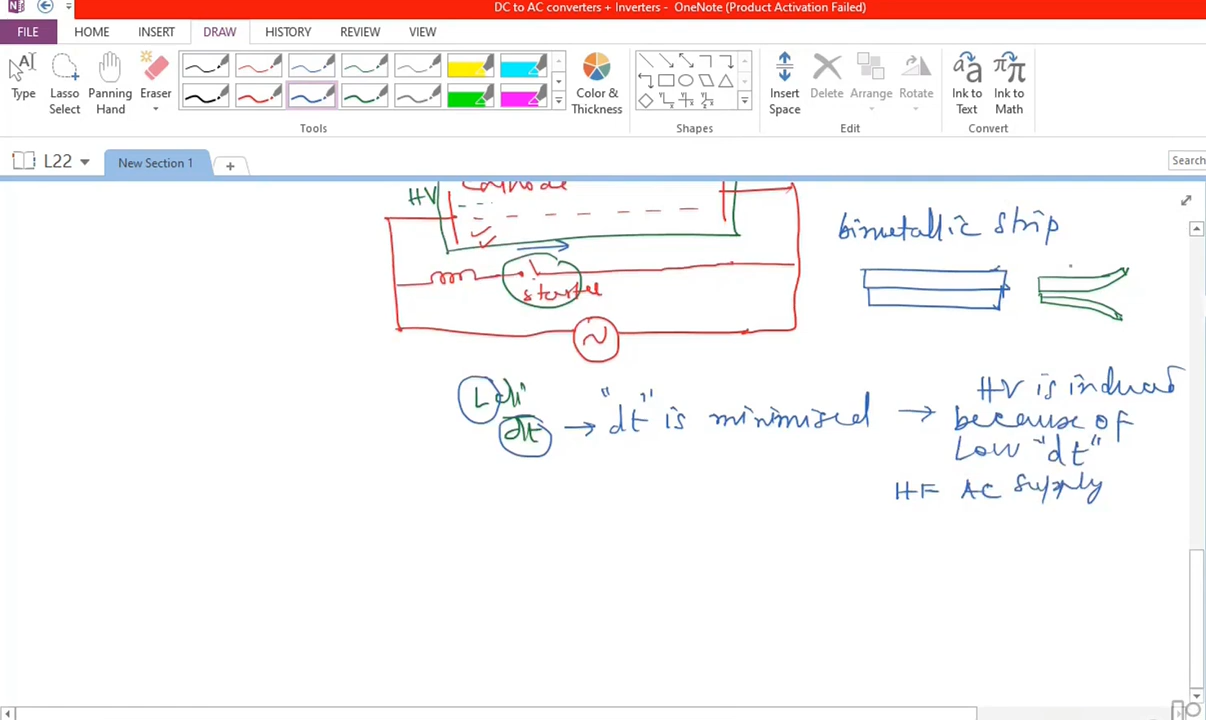 DC to AC converters + Inverters - OneNote (Product Activation Failed)
FILE HOME INSERT DRAW HISTORY REVIEW VIEW
Type
Lasso Select
Panning Hand
Eraser
Color & Thickness
Insert Space
Delete
Arrange
Rotate
Ink to Text
Ink to Math
Tools
Shapes
Edit
Convert
L22
New Section 1
Search
HV
Cathode
bimetallic strip
L di
dt
→ "dt" is minimised →
HV is induced
because of
Low "dt"
HF AC Supply